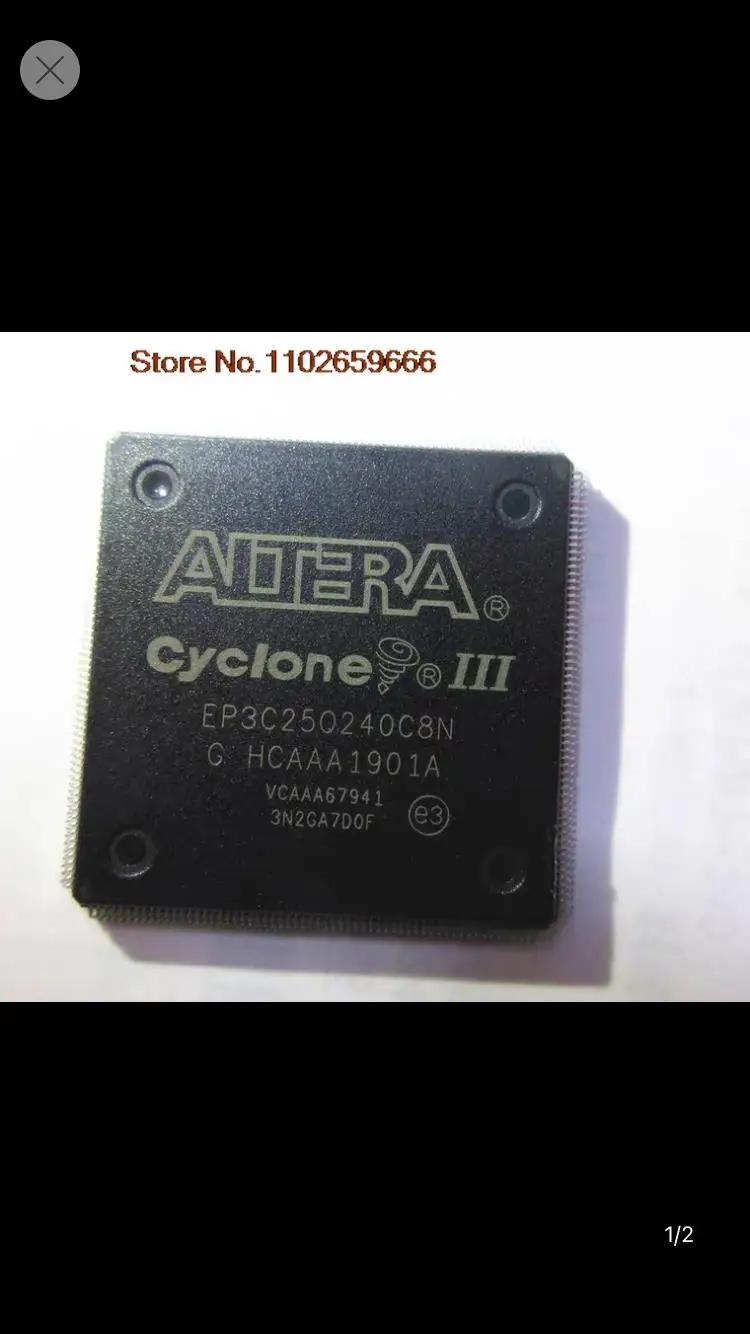 Store No.1102659666
ALTERA®
Cyclone® III
EP3C25Q240C8N
G HCAAA1901A
VCAAA67941
3N2GA7D0F e3
1/2